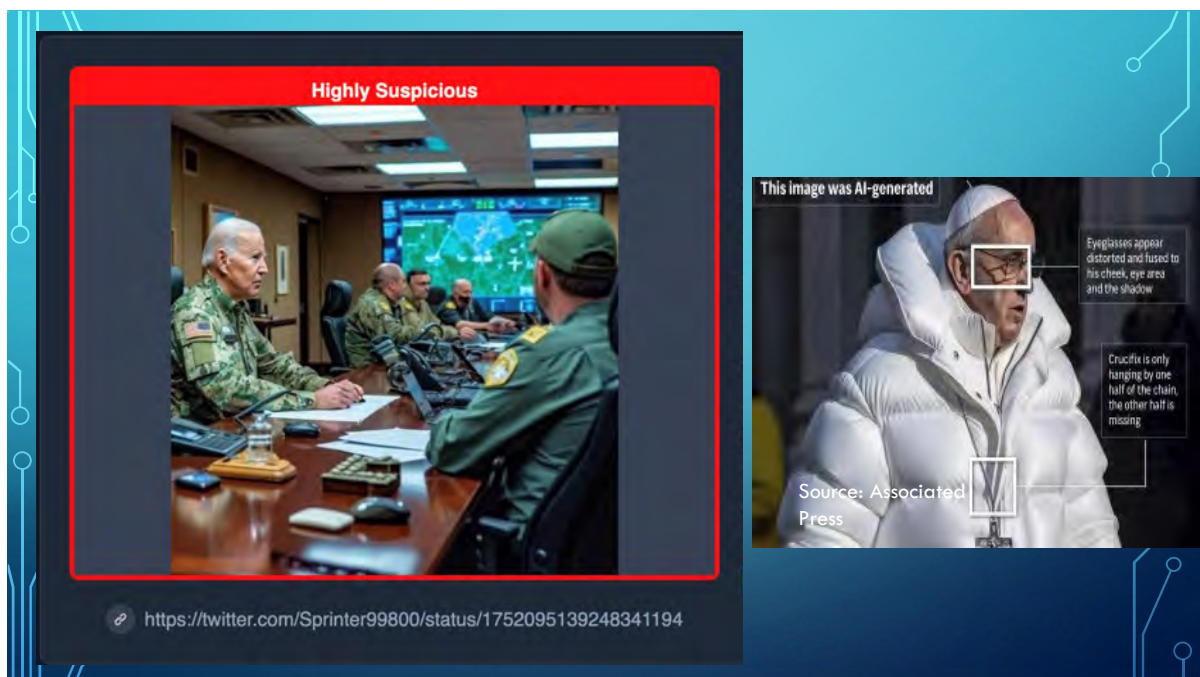 Highly Suspicious
https://twitter.com/Sprinter99800/status/1752095139248341194
This image was AI-generated
Eyeglasses appear
distorted and fused to
his cheek, eye area
and the shadow
Crucifix is only
hanging by one
half of the chain,
the other half is
missing
Source: Associated
Press